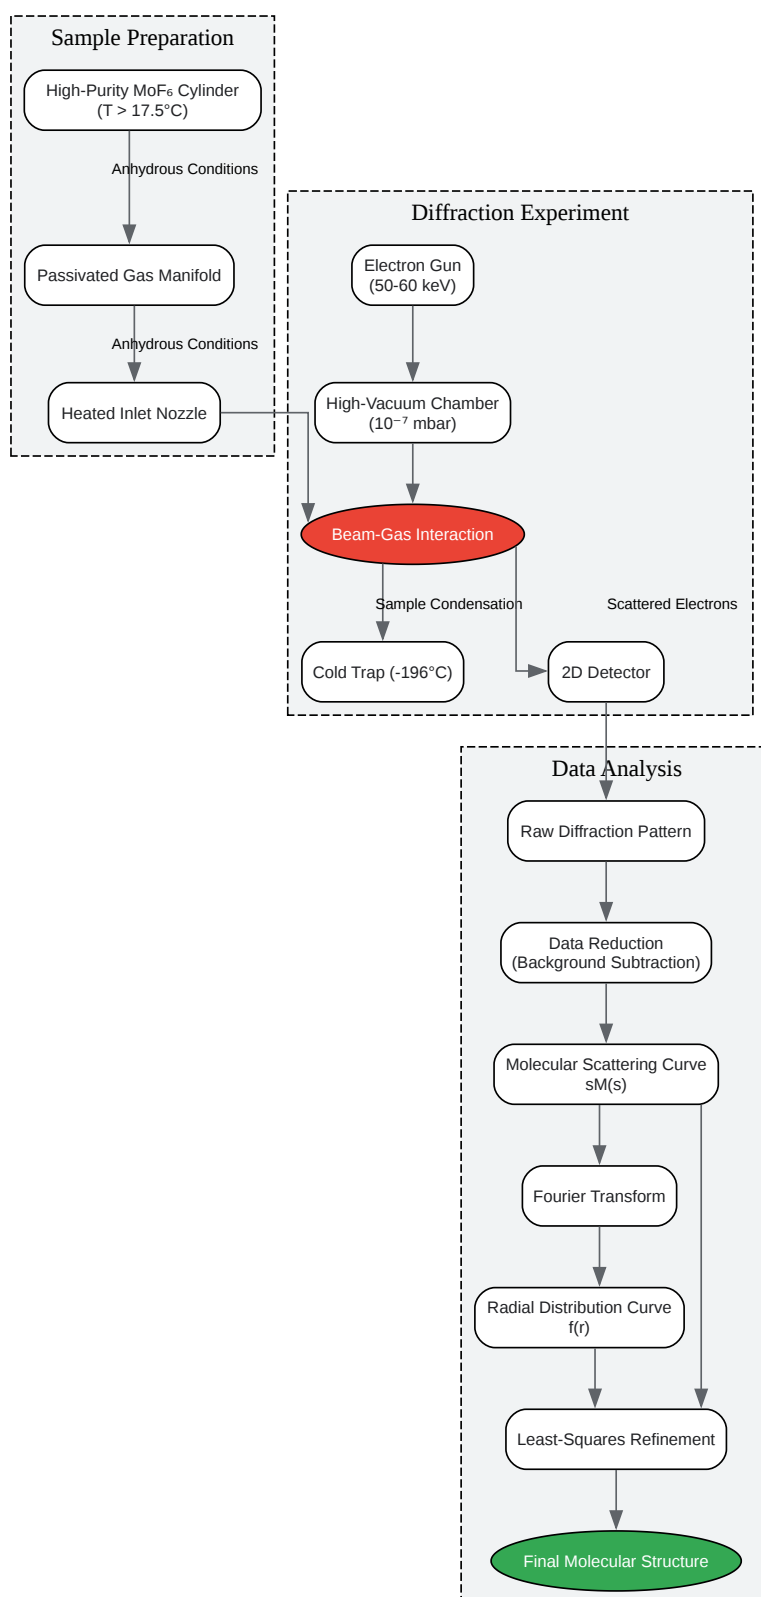 Sample Preparation
High-Purity MoF₆ Cylinder
(T > 17.5°C)
Anhydrous Conditions
Passivated Gas Manifold
Anhydrous Conditions
Heated Inlet Nozzle
Diffraction Experiment
Electron Gun
(50-60 keV)
High-Vacuum Chamber
(10⁻⁷ mbar)
Beam-Gas Interaction
Sample Condensation
Scattered Electrons
Cold Trap (-196°C)
2D Detector
Data Analysis
Raw Diffraction Pattern
Data Reduction
(Background Subtraction)
Molecular Scattering Curve
sM(s)
Fourier Transform
Radial Distribution Curve
f(r)
Least-Squares Refinement
Final Molecular Structure